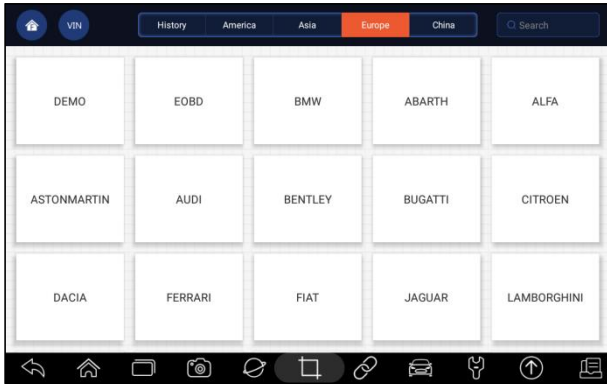 VIN History America Asia Europe China Search
DEMO EOBD BMW ABARTH ALFA
ASTONMARTIN AUDI BENTLEY BUGATTI CITROEN
DACIA FERRARI FIAT JAGUAR LAMBORGHINI